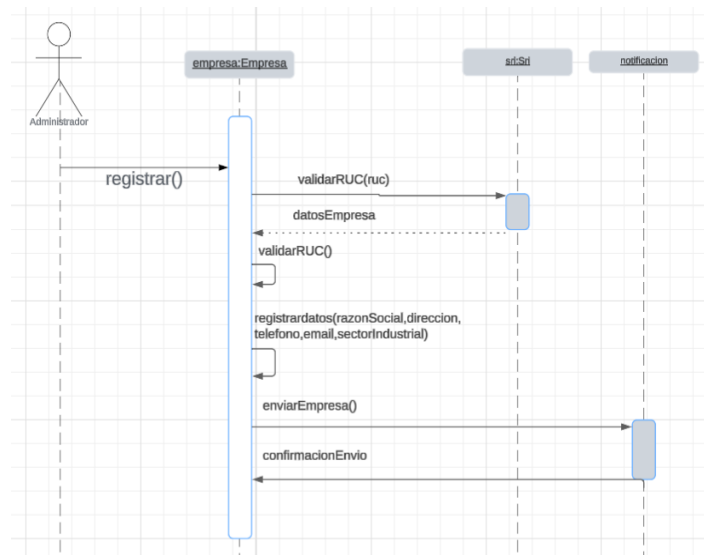 empresa:Empresa
sri:Sri
notificacion
Administrador
registrar()
validarRUC(ruc)
datosEmpresa
validarRUC()
registrardatos(razonSocial,direccion,
telefono,email,sectorIndustrial)
enviarEmpresa()
confirmacionEnvio